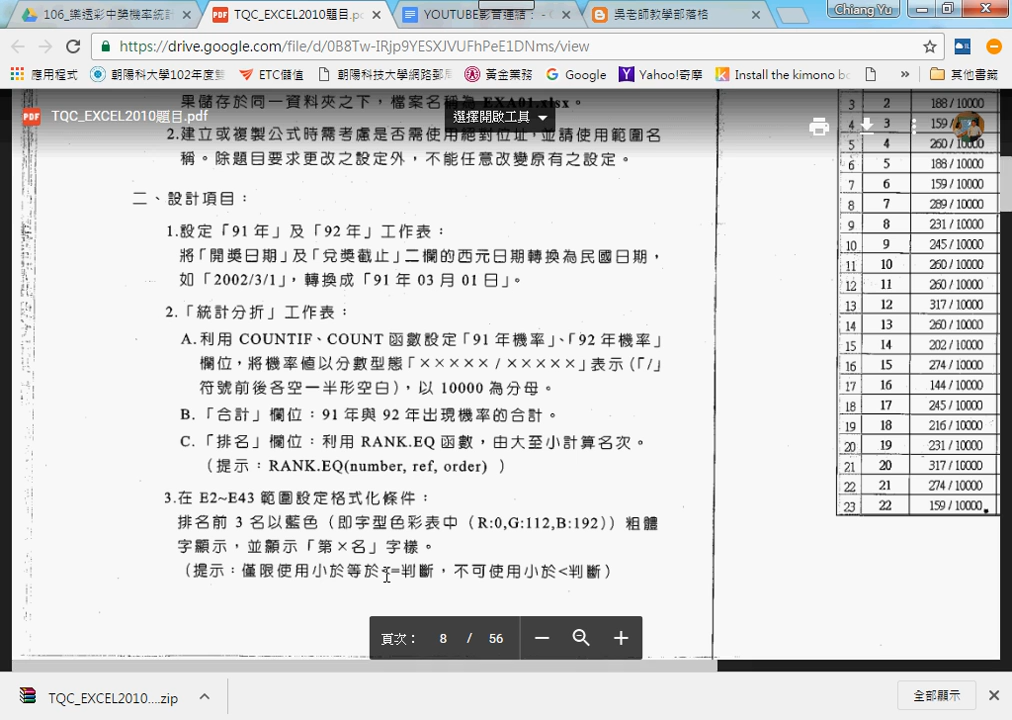 106_樂透彩中獎機率統計
TQC_EXCEL2010題目.pdf
YOUTUBE影音連結
吳老師教學部落格
Chiang Yu
https://drive.google.com/file/d/0B8Tw-IRjp9YESXJVUFhPeE1DNms/view
應用程式
朝陽科大學102年度雙
ETC儲值
朝陽科技大學網路郵局
黃金業務
Google
Yahoo!奇摩
Install the kimono bo
»
其他書籤
果儲存於同一資料夾之下，檔案名稱為 EXA01.xlsx。
TQC_EXCEL2010題目.pdf
選擇開啟工具
2.建立或複製公式時需考慮是否需使用絕對位址，並請使用範圍名
稱。除題目要求更改之設定外，不能任意改變原有之設定。
二、設計項目：
1.設定「91 年」及「92 年」工作表：
將「開獎日期」及「兌獎截止」二欄的西元日期轉換為民國日期，
如「2002/3/1」，轉換成「91 年 03 月 01 日」。
2.「統計分折」工作表：
A.利用 COUNTIF、COUNT 函數設定「91 年機率」、「92 年機率」
欄位，將機率值以分數型態「×××××/×××××」表示(「/」
符號前後各空一半形空白)，以 10000 為分母。
B.「合計」欄位：91 年與 92 年出現機率的合計。
C.「排名」欄位：利用 RANK.EQ 函數，由大至小計算名次。
（提示：RANK.EQ(number, ref, order) ）
3.在 E2~E43 範圍設定格式化條件：
排名前 3 名以藍色（即字型色彩表中（R:0,G:112,B:192)）粗體
字顯示，並顯示「第×名」字樣。
（提示：僅限使用小於等於<=判斷，不可使用小於<判斷）
3 2 188 / 10000
4 3 159 /
5 4 260 / 10000
6 5 188 / 10000
7 6 159 / 10000
8 7 289 / 10000
9 8 231 / 10000
10 9 245 / 10000
11 10 260 / 10000
12 11 260 / 10000
13 12 317 / 10000
14 13 260 / 10000
15 14 202 / 10000
16 15 274 / 10000
17 16 144 / 10000
18 17 245 / 10000
19 18 216 / 10000
20 19 231 / 10000
21 20 317 / 10000
22 21 274 / 10000
23 22 159 / 10000
頁次： 8 / 56
TQC_EXCEL2010....zip
全部顯示